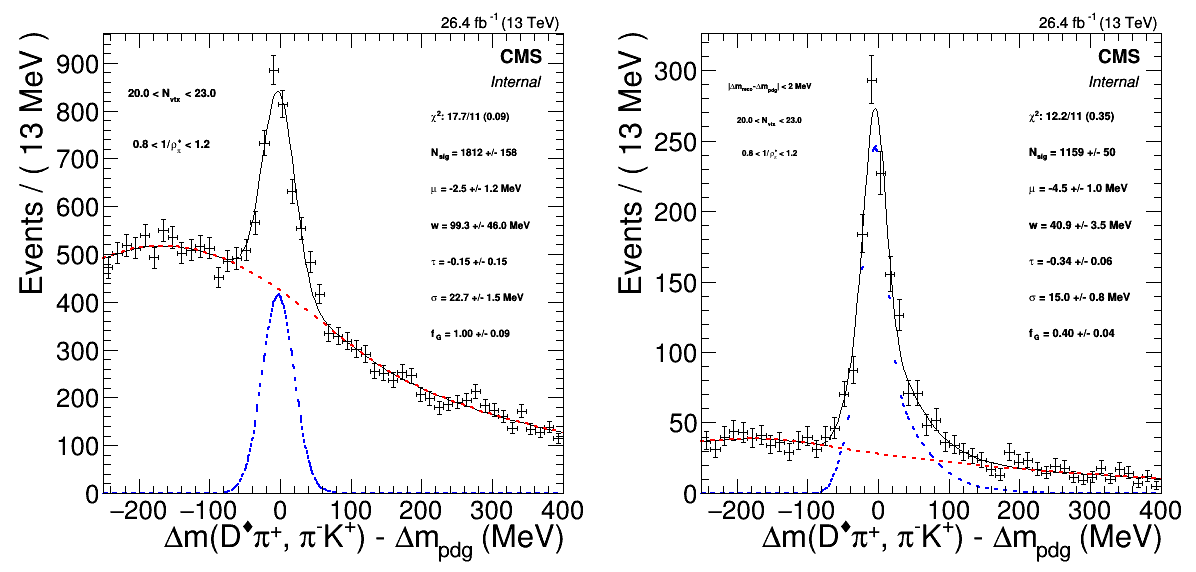 26.4 fb⁻¹ (13 TeV)
CMS
Internal
20.0 < N_vtx < 23.0
0.8 < 1/ρ_π^♦ < 1.2
χ²: 17.7/11 (0.09)
N_sig = 1812 +/- 158
μ = -2.5 +/- 1.2 MeV
w = 99.3 +/- 46.0 MeV
τ = -0.15 +/- 0.15
σ = 22.7 +/- 1.5 MeV
f_G = 1.00 +/- 0.09
Events / ( 13 MeV )
900
800
700
600
500
400
300
200
100
0
−200 −100 0 100 200 300 400
Δm(D♦π⁺, π⁻K⁺) - Δm_pdg (MeV)
26.4 fb⁻¹ (13 TeV)
CMS
Internal
|Δm_reco-Δm_pdg| < 2 MeV
20.0 < N_vtx < 23.0
0.8 < 1/ρ_π^♦ < 1.2
χ²: 12.2/11 (0.35)
N_sig = 1159 +/- 50
μ = -4.5 +/- 1.0 MeV
w = 40.9 +/- 3.5 MeV
τ = -0.34 +/- 0.06
σ = 15.0 +/- 0.8 MeV
f_G = 0.40 +/- 0.04
Events / ( 13 MeV )
300
250
200
150
100
50
0
−200 −100 0 100 200 300 400
Δm(D♦π⁺, π⁻K⁺) - Δm_pdg (MeV)